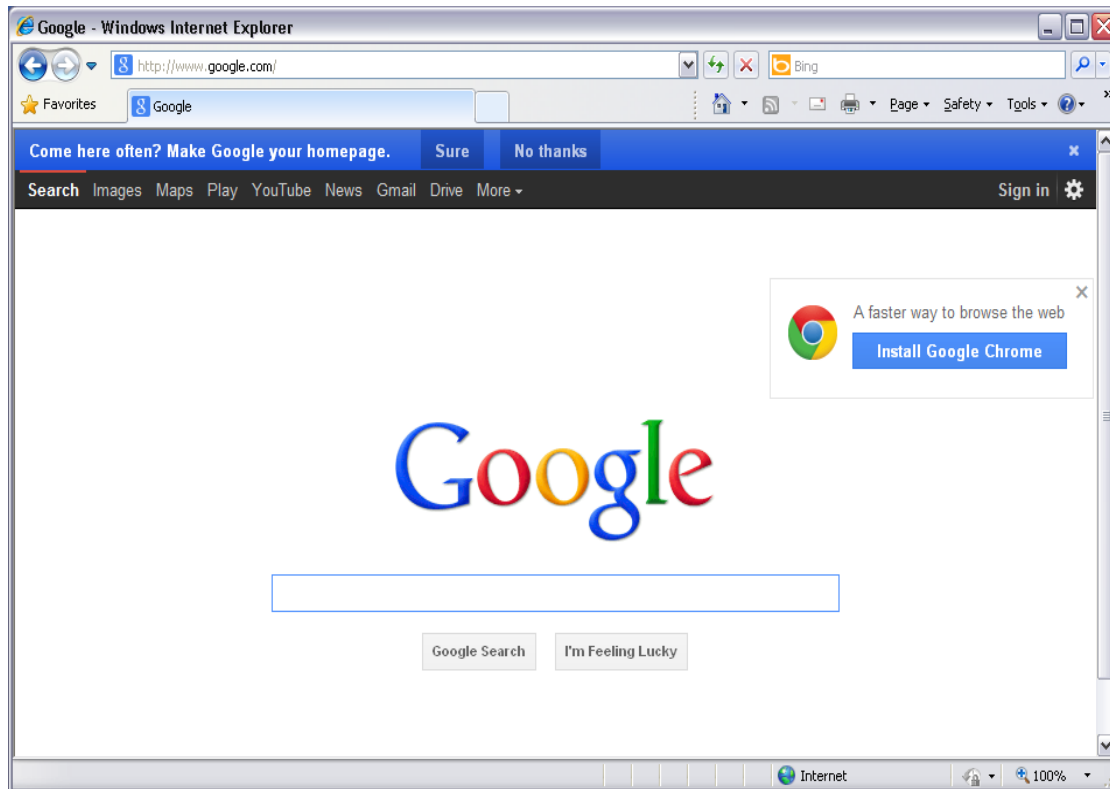 Google - Windows Internet Explorer
http://www.google.com/ Bing
Favorites Google Page Safety Tools
Come here often? Make Google your homepage. Sure No thanks
Search Images Maps Play YouTube News Gmail Drive More Sign in
A faster way to browse the web
Install Google Chrome
Google
Google Search I'm Feeling Lucky
Internet 100%